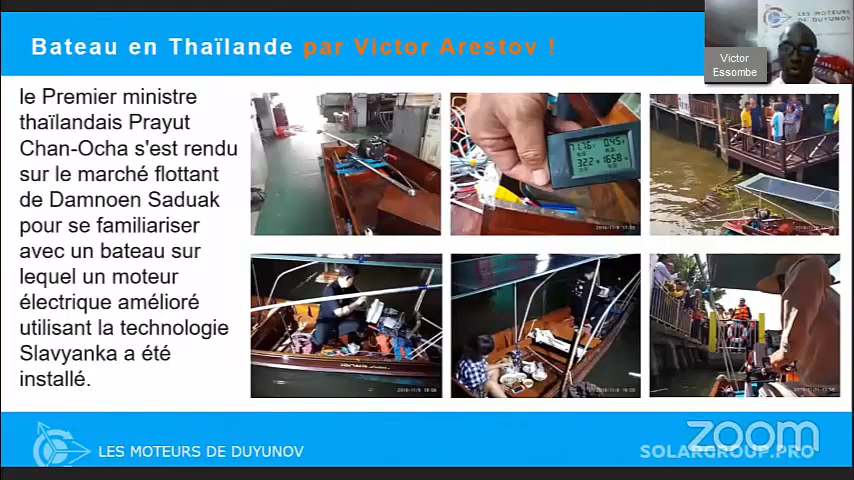 Bateau en Thaïlande par Victor Arestov !
LES MOTEURS
DE DUYUNOV
Victor
Essombe
le Premier ministre
thaïlandais Prayut
Chan-Ocha s'est rendu
sur le marché flottant
de Damnoen Saduak
pour se familiariser
avec un bateau sur
lequel un moteur
électrique amélioré
utilisant la technologie
Slavyanka a été
installé.
LES MOTEURS DE DUYUNOV
zoom
SOLARGROUP.PRO